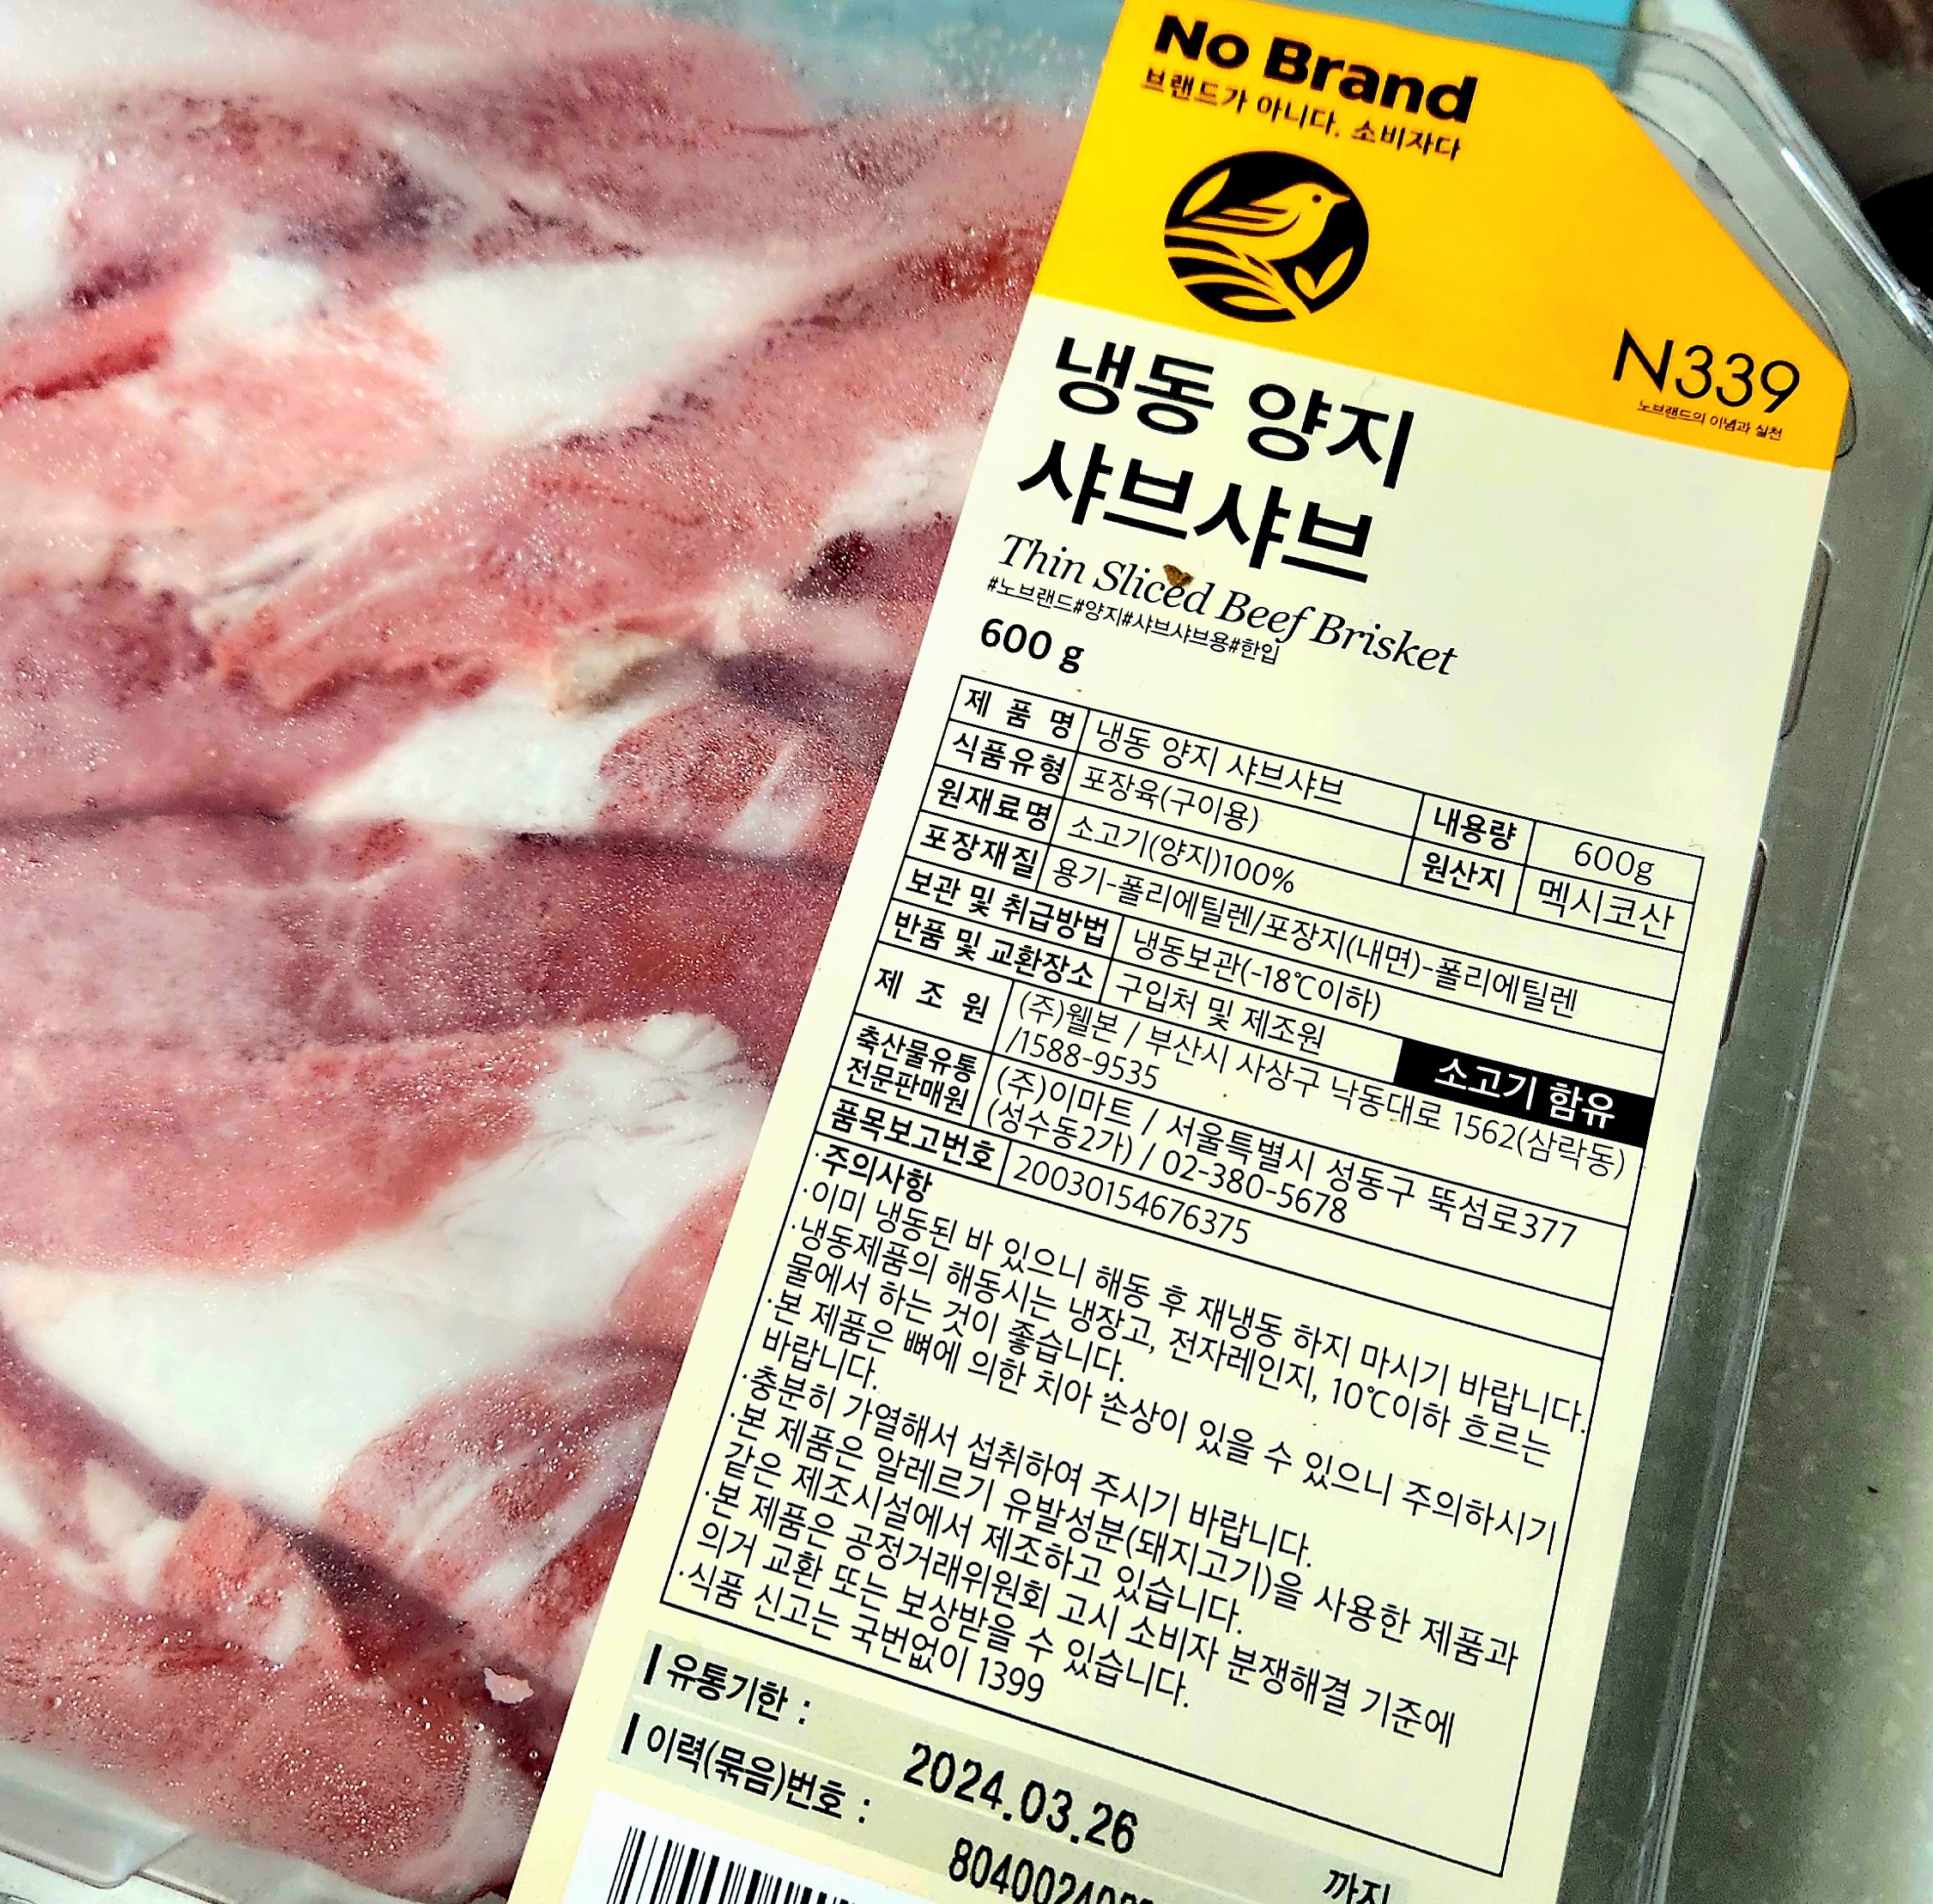 No Brand
브랜드가 아니다. 소비자다
N339
노브랜드의 이념과 실천
냉동 양지
샤브샤브
Thin Sliced Beef Brisket
#노브랜드#양지#샤브샤브용#한입
600 g
제 품 명 냉동 양지 샤브샤브 내용량 600g
식품유형 포장육(구이용) 원산지 멕시코산
원재료명 소고기(양지)100%
포장재질 용기-폴리에틸렌/포장지(내면)-폴리에틸렌
보관 및 취급방법 냉동보관(-18℃이하)
반품 및 교환장소 구입처 및 제조원 소고기 함유
제 조 원 (주)웰본 / 부산시 사상구 낙동대로 1562(삼락동)
/1588-9535
축산물유통 (주)이마트 / 서울특별시 성동구 뚝섬로377
전문판매원 (성수동2가) / 02-380-5678
품목보고번호 20030154676375
·주의사항
·이미 냉동된 바 있으니 해동 후 재냉동 하지 마시기 바랍니다.
·냉동제품의 해동시는 냉장고, 전자레인지, 10℃이하 흐르는
물에서 하는 것이 좋습니다.
·본 제품은 뼈에 의한 치아 손상이 있을 수 있으니 주의하시기
바랍니다.
·충분히 가열해서 섭취하여 주시기 바랍니다.
·본 제품은 알레르기 유발성분(돼지고기)을 사용한 제품과
같은 제조시설에서 제조하고 있습니다.
·본 제품은 공정거래위원회 고시 소비자 분쟁해결 기준에
의거 교환 또는 보상받을 수 있습니다.
·식품 신고는 국번없이 1399
유통기한 : 2024.03.26 까지
이력(묶음)번호 :